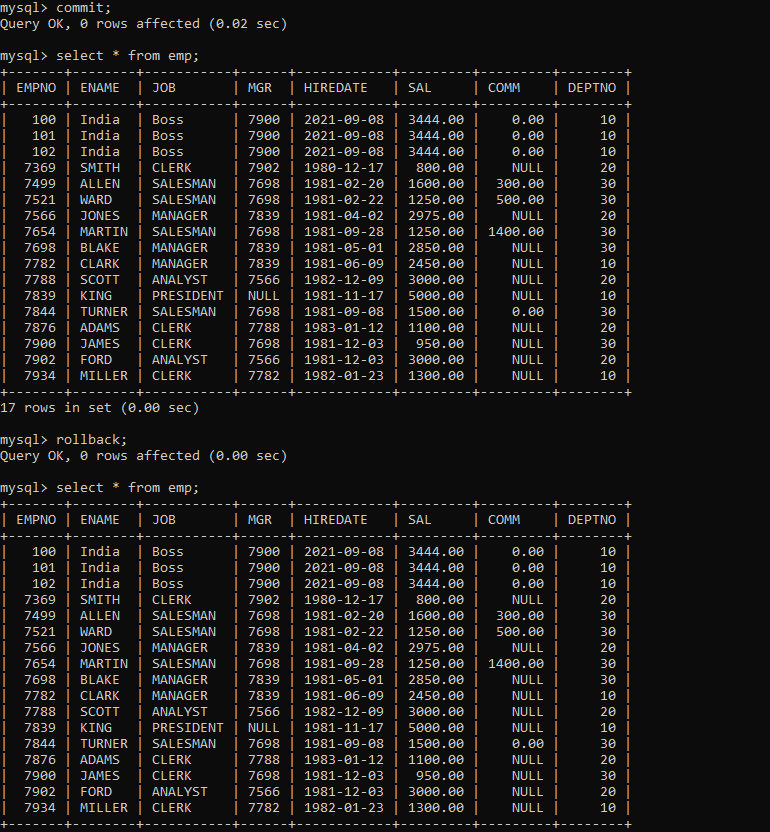 mysql> commit;
Query OK, 0 rows affected (0.02 sec)
mysql> select * from emp;
+-------+--------+-----------+------+------------+---------+---------+--------+
| EMPNO | ENAME  | JOB       | MGR  | HIREDATE   | SAL     | COMM    | DEPTNO |
+-------+--------+-----------+------+------------+---------+---------+--------+
|   100 | India  | Boss      | 7900 | 2021-09-08 | 3444.00 |    0.00 |     10 |
|   101 | India  | Boss      | 7900 | 2021-09-08 | 3444.00 |    0.00 |     10 |
|   102 | India  | Boss      | 7900 | 2021-09-08 | 3444.00 |    0.00 |     10 |
|  7369 | SMITH  | CLERK     | 7902 | 1980-12-17 |  800.00 |    NULL |     20 |
|  7499 | ALLEN  | SALESMAN  | 7698 | 1981-02-20 | 1600.00 |  300.00 |     30 |
|  7521 | WARD   | SALESMAN  | 7698 | 1981-02-22 | 1250.00 |  500.00 |     30 |
|  7566 | JONES  | MANAGER   | 7839 | 1981-04-02 | 2975.00 |    NULL |     20 |
|  7654 | MARTIN | SALESMAN  | 7698 | 1981-09-28 | 1250.00 | 1400.00 |     30 |
|  7698 | BLAKE  | MANAGER   | 7839 | 1981-05-01 | 2850.00 |    NULL |     30 |
|  7782 | CLARK  | MANAGER   | 7839 | 1981-06-09 | 2450.00 |    NULL |     10 |
|  7788 | SCOTT  | ANALYST   | 7566 | 1982-12-09 | 3000.00 |    NULL |     20 |
|  7839 | KING   | PRESIDENT | NULL | 1981-11-17 | 5000.00 |    NULL |     10 |
|  7844 | TURNER | SALESMAN  | 7698 | 1981-09-08 | 1500.00 |    0.00 |     30 |
|  7876 | ADAMS  | CLERK     | 7788 | 1983-01-12 | 1100.00 |    NULL |     20 |
|  7900 | JAMES  | CLERK     | 7698 | 1981-12-03 |  950.00 |    NULL |     30 |
|  7902 | FORD   | ANALYST   | 7566 | 1981-12-03 | 3000.00 |    NULL |     20 |
|  7934 | MILLER | CLERK     | 7782 | 1982-01-23 | 1300.00 |    NULL |     10 |
+-------+--------+-----------+------+------------+---------+---------+--------+
17 rows in set (0.00 sec)
mysql> rollback;
Query OK, 0 rows affected (0.00 sec)
mysql> select * from emp;
+-------+--------+-----------+------+------------+---------+---------+--------+
| EMPNO | ENAME  | JOB       | MGR  | HIREDATE   | SAL     | COMM    | DEPTNO |
+-------+--------+-----------+------+------------+---------+---------+--------+
|   100 | India  | Boss      | 7900 | 2021-09-08 | 3444.00 |    0.00 |     10 |
|   101 | India  | Boss      | 7900 | 2021-09-08 | 3444.00 |    0.00 |     10 |
|   102 | India  | Boss      | 7900 | 2021-09-08 | 3444.00 |    0.00 |     10 |
|  7369 | SMITH  | CLERK     | 7902 | 1980-12-17 |  800.00 |    NULL |     20 |
|  7499 | ALLEN  | SALESMAN  | 7698 | 1981-02-20 | 1600.00 |  300.00 |     30 |
|  7521 | WARD   | SALESMAN  | 7698 | 1981-02-22 | 1250.00 |  500.00 |     30 |
|  7566 | JONES  | MANAGER   | 7839 | 1981-04-02 | 2975.00 |    NULL |     20 |
|  7654 | MARTIN | SALESMAN  | 7698 | 1981-09-28 | 1250.00 | 1400.00 |     30 |
|  7698 | BLAKE  | MANAGER   | 7839 | 1981-05-01 | 2850.00 |    NULL |     30 |
|  7782 | CLARK  | MANAGER   | 7839 | 1981-06-09 | 2450.00 |    NULL |     10 |
|  7788 | SCOTT  | ANALYST   | 7566 | 1982-12-09 | 3000.00 |    NULL |     20 |
|  7839 | KING   | PRESIDENT | NULL | 1981-11-17 | 5000.00 |    NULL |     10 |
|  7844 | TURNER | SALESMAN  | 7698 | 1981-09-08 | 1500.00 |    0.00 |     30 |
|  7876 | ADAMS  | CLERK     | 7788 | 1983-01-12 | 1100.00 |    NULL |     20 |
|  7900 | JAMES  | CLERK     | 7698 | 1981-12-03 |  950.00 |    NULL |     30 |
|  7902 | FORD   | ANALYST   | 7566 | 1981-12-03 | 3000.00 |    NULL |     20 |
|  7934 | MILLER | CLERK     | 7782 | 1982-01-23 | 1300.00 |    NULL |     10 |
+-------+--------+-----------+------+------------+---------+---------+--------+